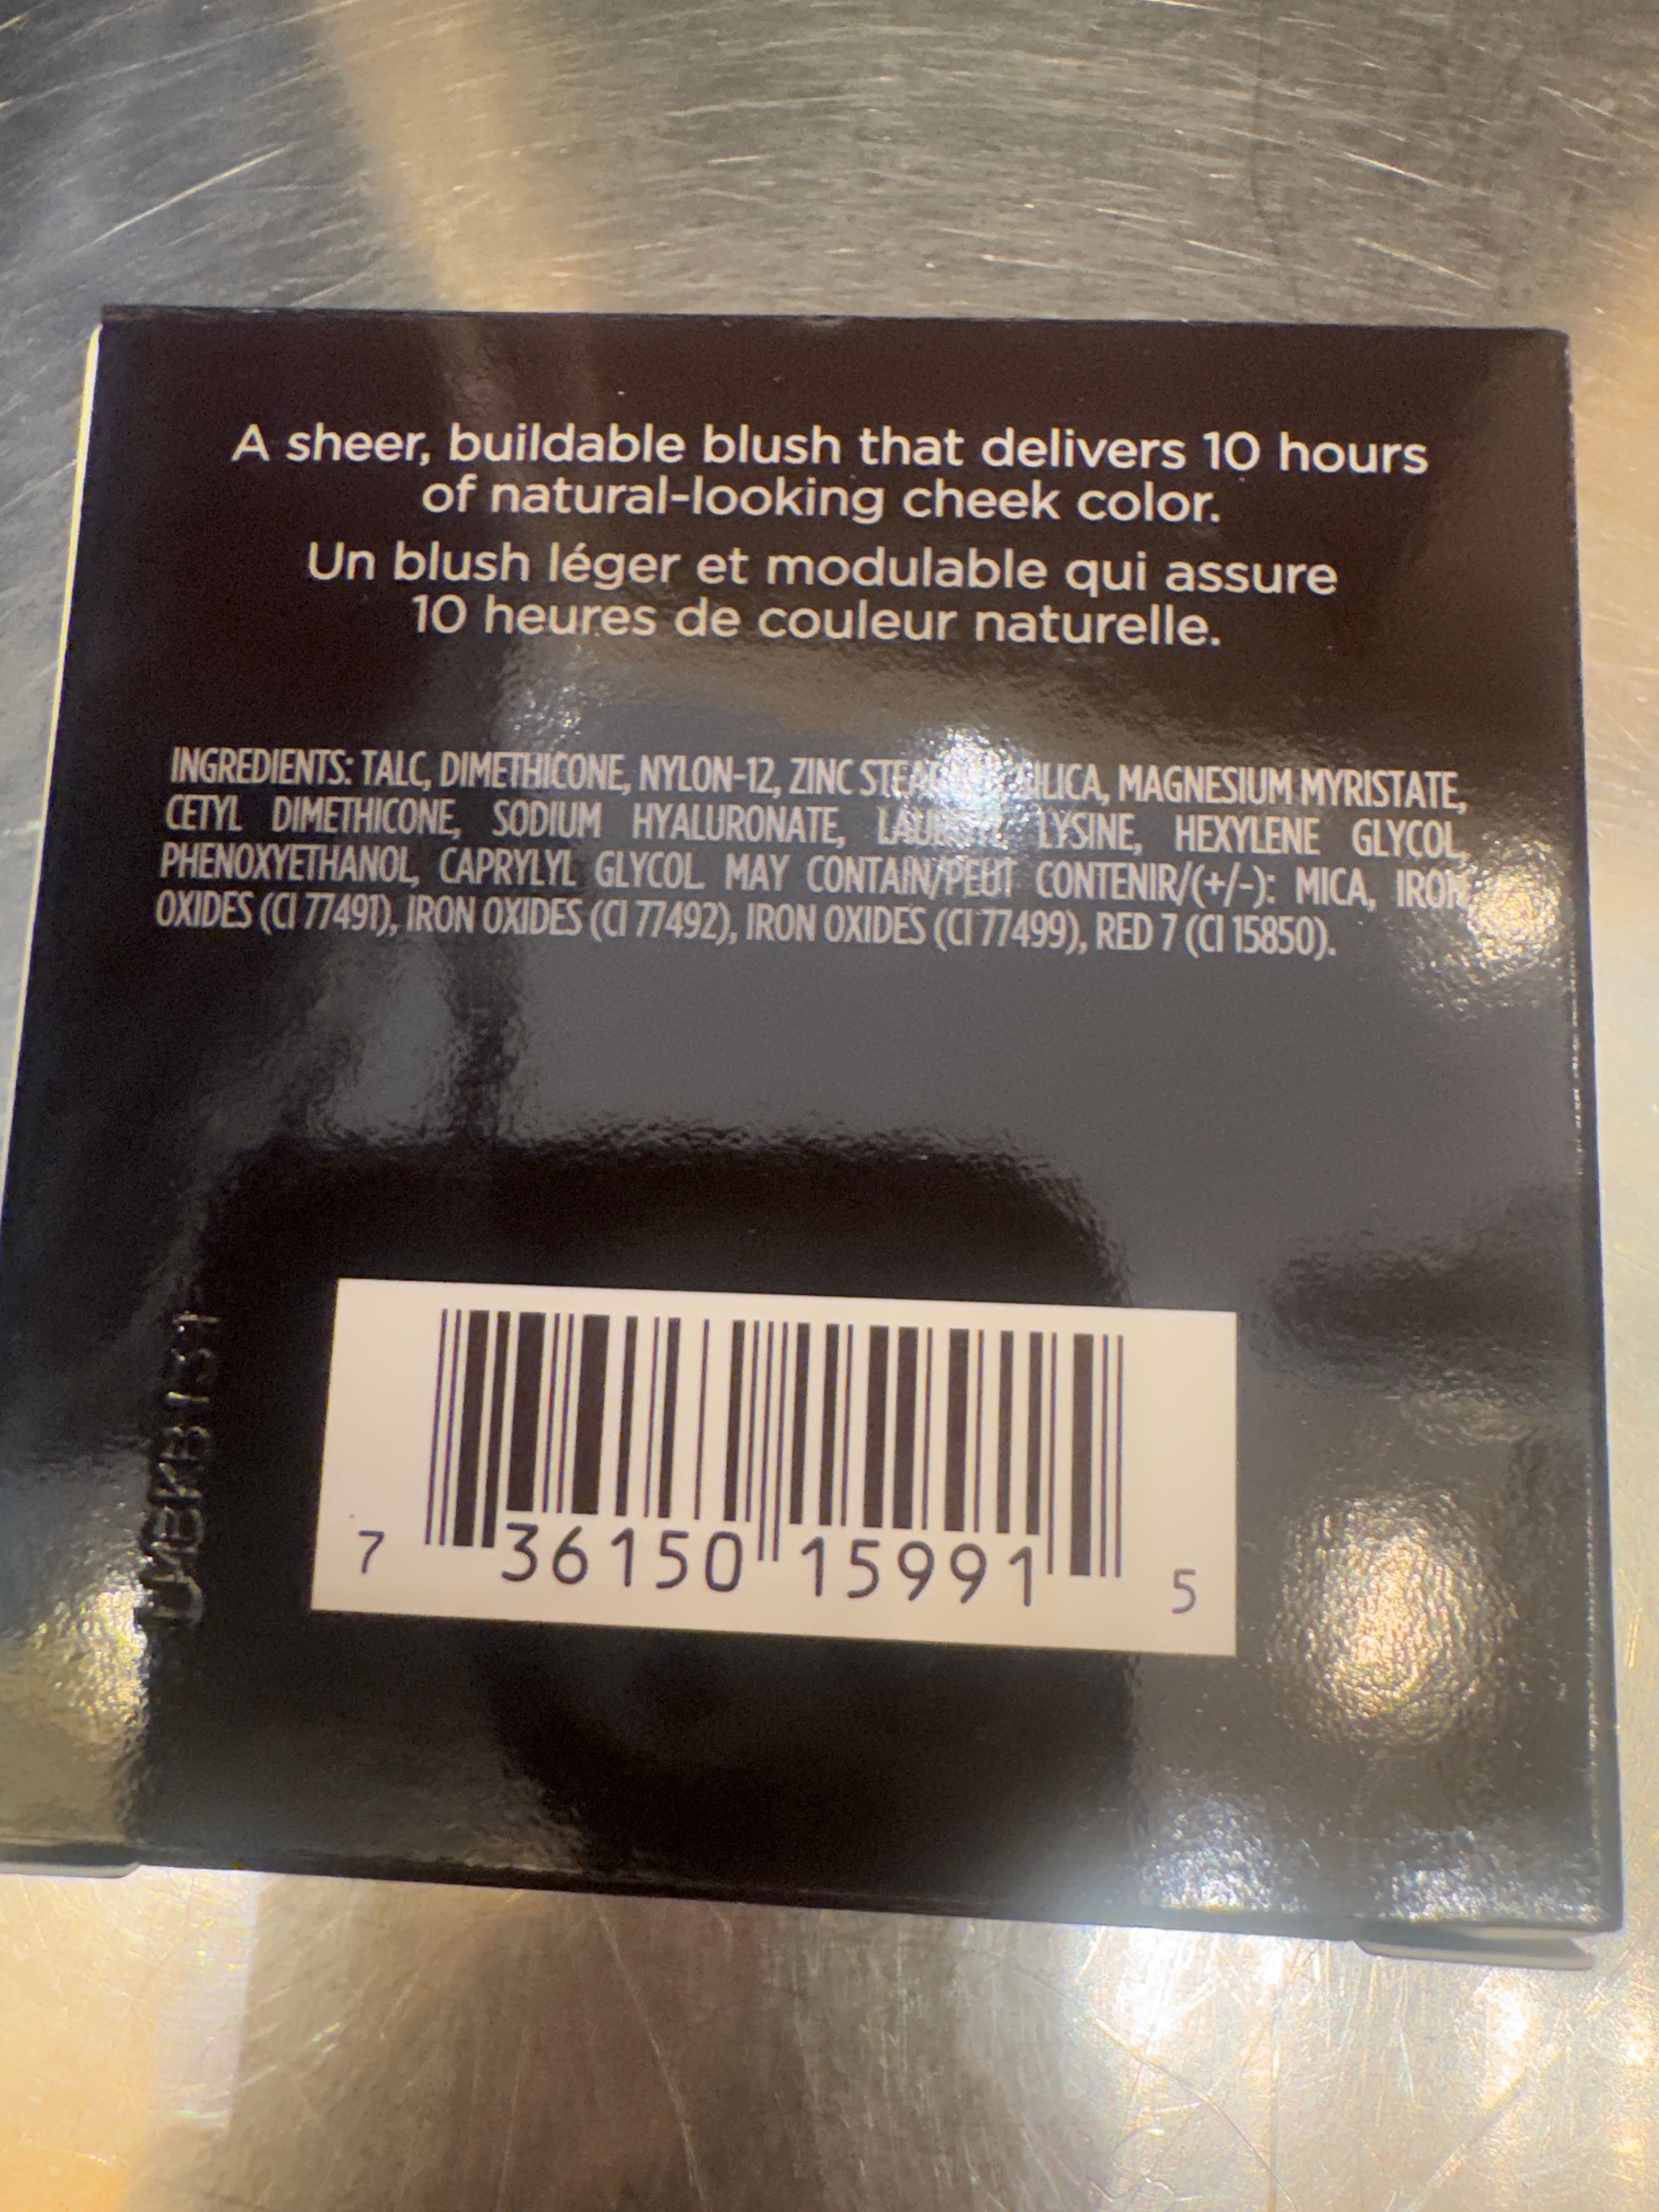 A sheer, buildable blush that delivers 10 hours
of natural-looking cheek color.
Un blush léger et modulable qui assure
10 heures de couleur naturelle.
INGREDIENTS: TALC, DIMETHICONE, NYLON-12, ZINC MAGNESIUM MYRISTATE,
CETYL DIMETHICONE, SODIUM HYALURONATE, LYSINE, HEXYLENE GLYCOL,
PHENOXYETHANOL, CAPRYLYL GLYCOL. MAY CONTAIN/PEUT CONTENIR/(+/-): MICA, IRON
OXIDES (CI 77491), IRON OXIDES (CI 77492), IRON OXIDES (CI 77499), RED 7 (CI 15850).
7 36150 15991 5